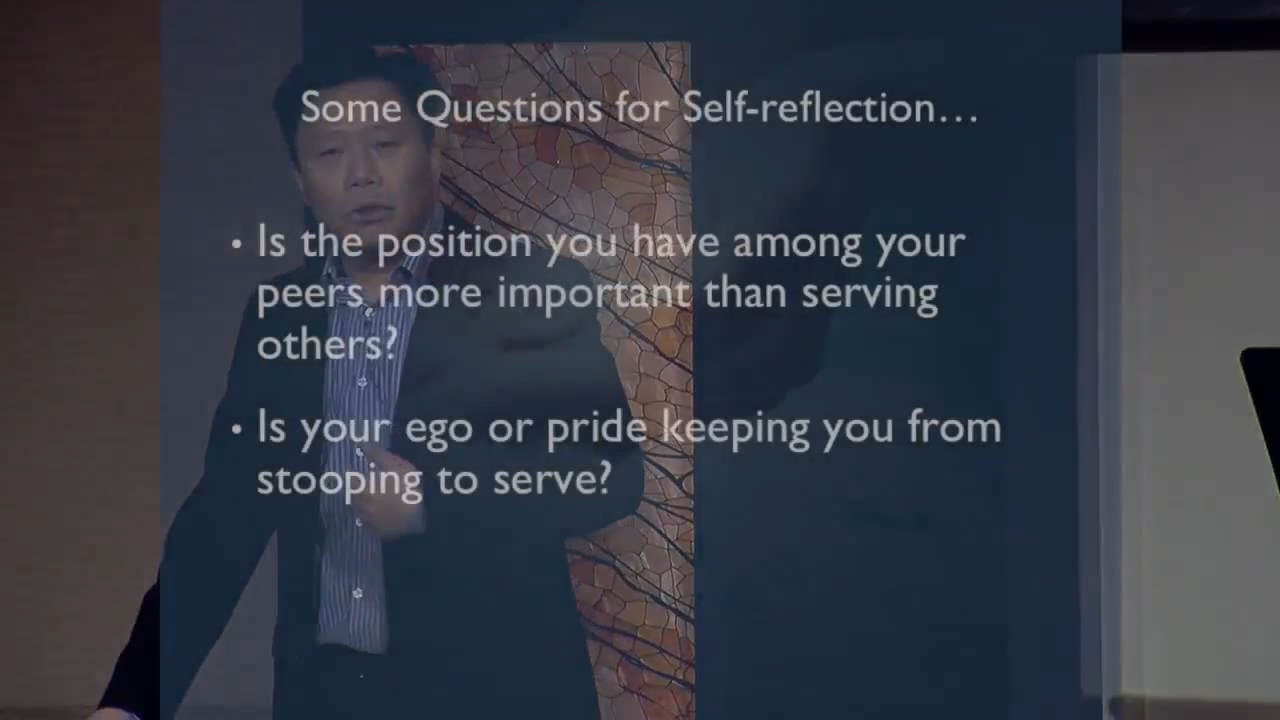 Some Questions for Self-reflection…
• Is the position you have among your
peers more important than serving
others?
• Is your ego or pride keeping you from
stooping to serve?